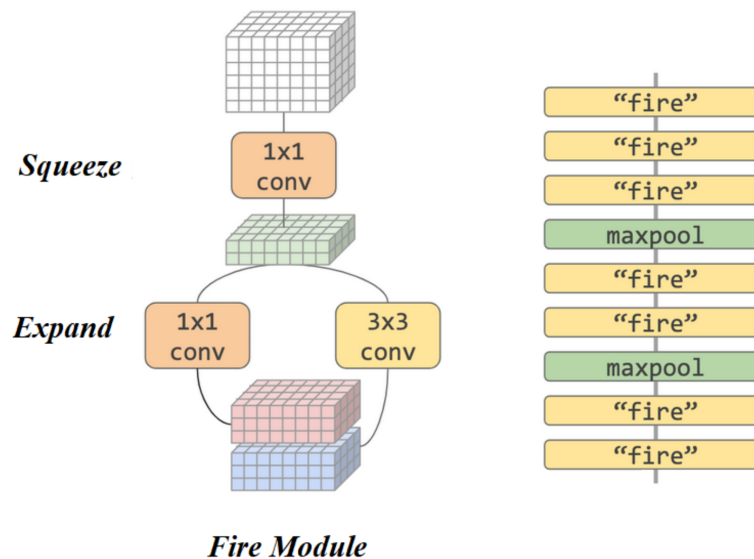 Squeeze
1x1
conv
Expand
1x1
conv
3x3
conv
Fire Module
“fire”
“fire”
“fire”
maxpool
“fire”
“fire”
maxpool
“fire”
“fire”